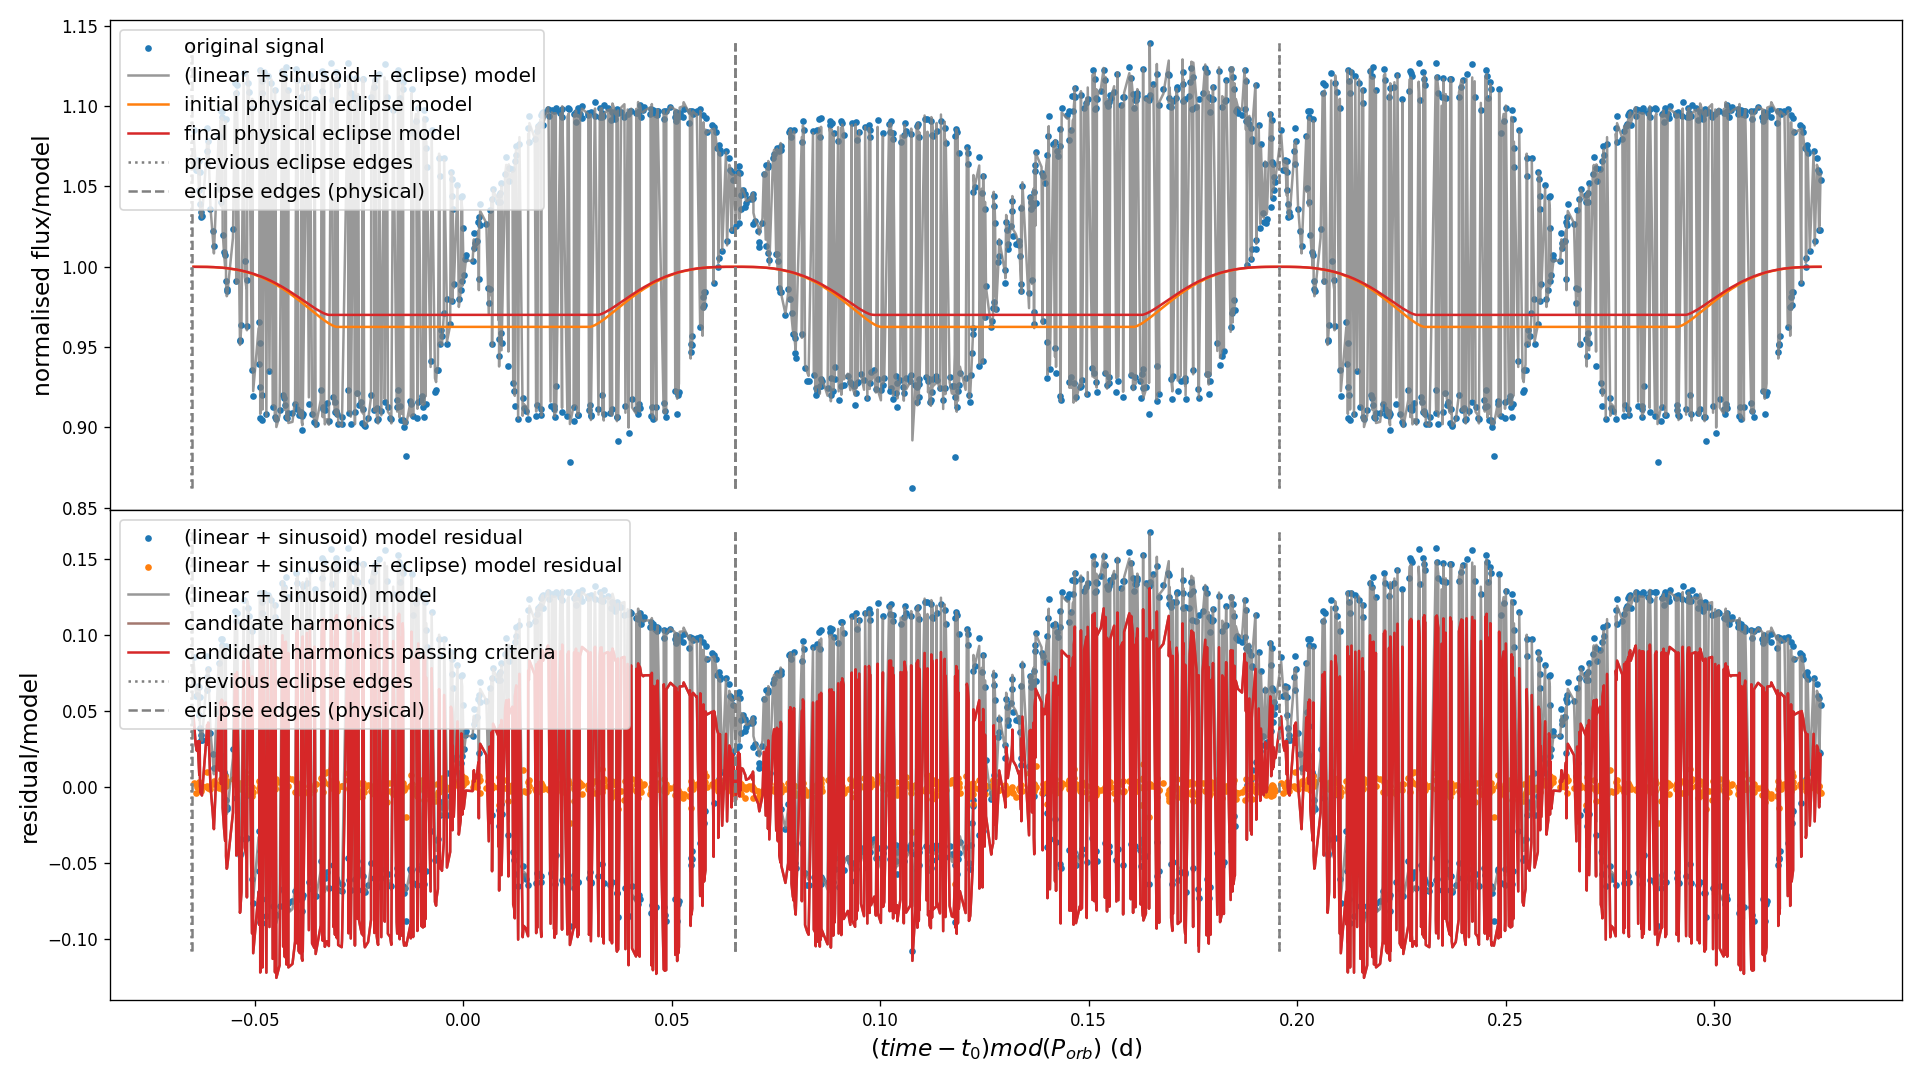 1.15
1.10
1.05
1.00
0.95
0.90
0.85
normalised flux/model
original signal
(linear + sinusoid + eclipse) model
initial physical eclipse model
final physical eclipse model
previous eclipse edges
eclipse edges (physical)
0.15
0.10
0.05
0.00
−0.05
−0.10
residual/model
(linear + sinusoid) model residual
(linear + sinusoid + eclipse) model residual
(linear + sinusoid) model
candidate harmonics
candidate harmonics passing criteria
previous eclipse edges
eclipse edges (physical)
−0.05 0.00 0.05 0.10 0.15 0.20 0.25 0.30
(time − t₀)mod(P_orb) (d)